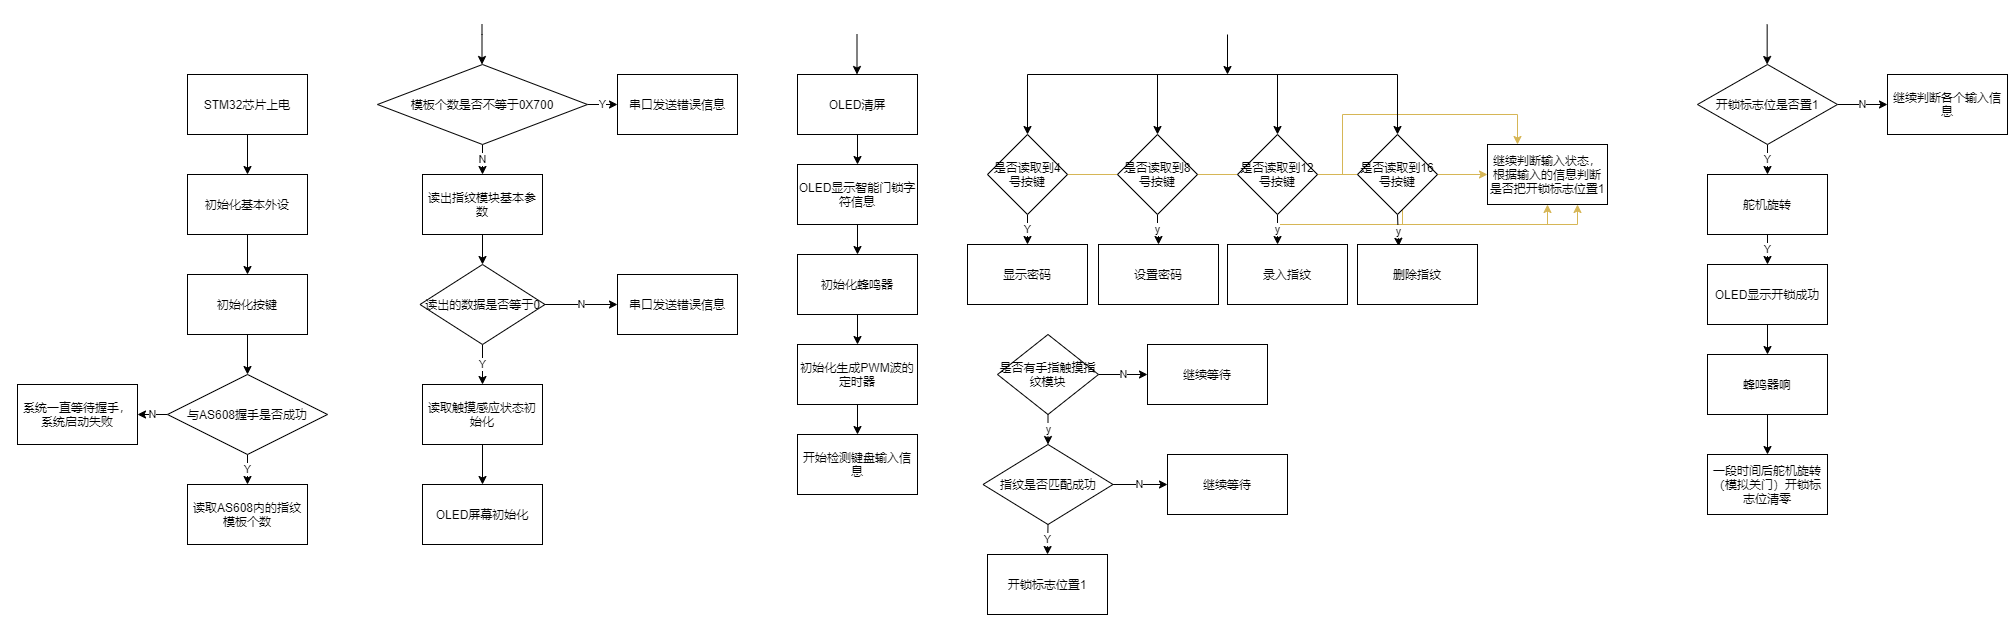 STM32芯片上电
初始化基本外设
初始化按键
与AS608握手是否成功
N
系统一直等待握手，
系统启动失败
Y
读取AS608内的指纹
模板个数
模板个数是否不等于0X700
Y
串口发送错误信息
N
读出指纹模块基本参
数
读出的数据是否等于0
N
串口发送错误信息
Y
读取触摸感应状态初
始化
OLED屏幕初始化
OLED清屏
OLED显示智能门锁字
符信息
初始化蜂鸣器
初始化生成PWM波的
定时器
开始检测键盘输入信
息
是否读取到4
号按键
是否读取到8
号按键
是否读取到12
号按键
是否读取到16
号按键
继续判断输入状态，
根据输入的信息判断
是否把开锁标志位置1
Y
y
y
y
显示密码
设置密码
录入指纹
删除指纹
是否有手指触摸指
纹模块
N
继续等待
y
指纹是否匹配成功
N
继续等待
Y
开锁标志位置1
开锁标志位是否置1
N
继续判断各个输入信
息
Y
舵机旋转
Y
OLED显示开锁成功
蜂鸣器响
一段时间后舵机旋转
（模拟关门）开锁标
志位清零